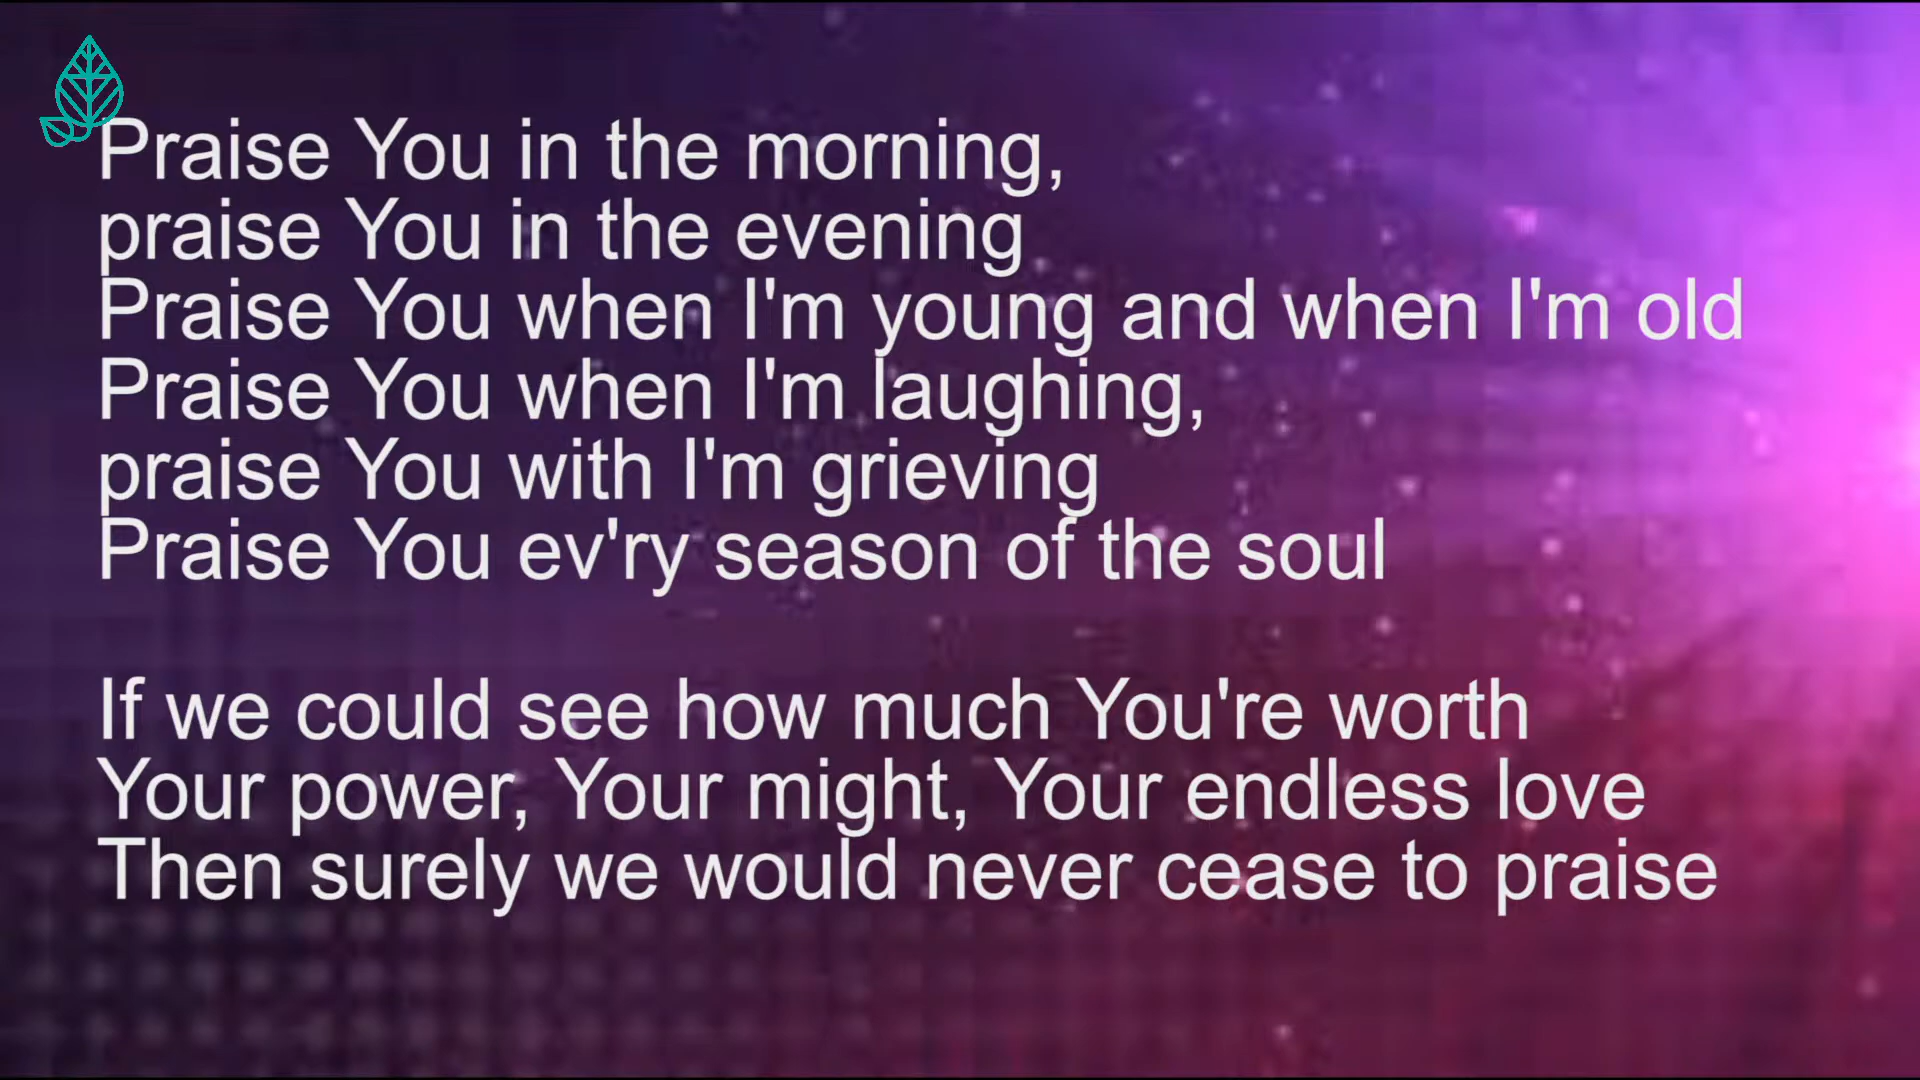 Praise You in the morning,
praise You in the evening
Praise You when I'm young and when I'm old
Praise You when I'm laughing,
praise You with I'm grieving
Praise You ev'ry season of the soul
If we could see how much You're worth
Your power, Your might, Your endless love
Then surely we would never cease to praise